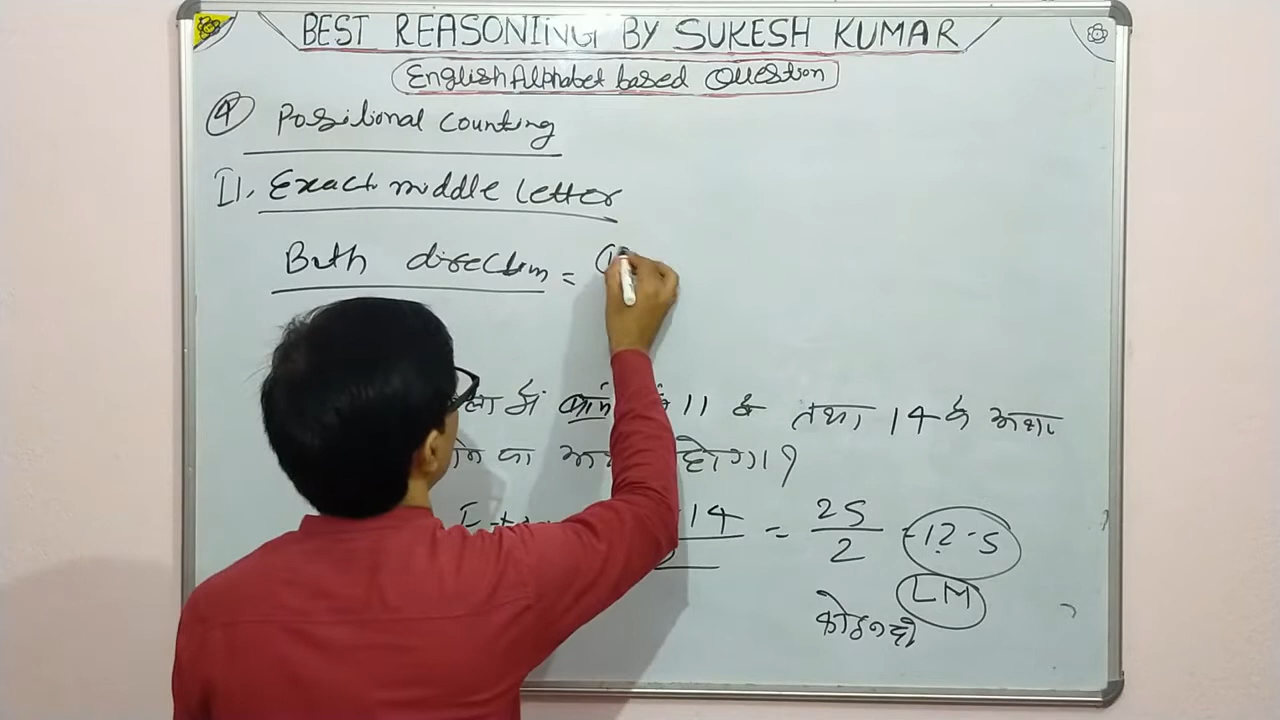 BEST REASONING BY SUKESH KUMAR
English Alphabet based Question
4 Positional Counting
II. Exact middle letter
Both direction =
में 11 वें तथा 14 वें
का होगा?
14 = 25/2 = 12.5
LM
कोई नही